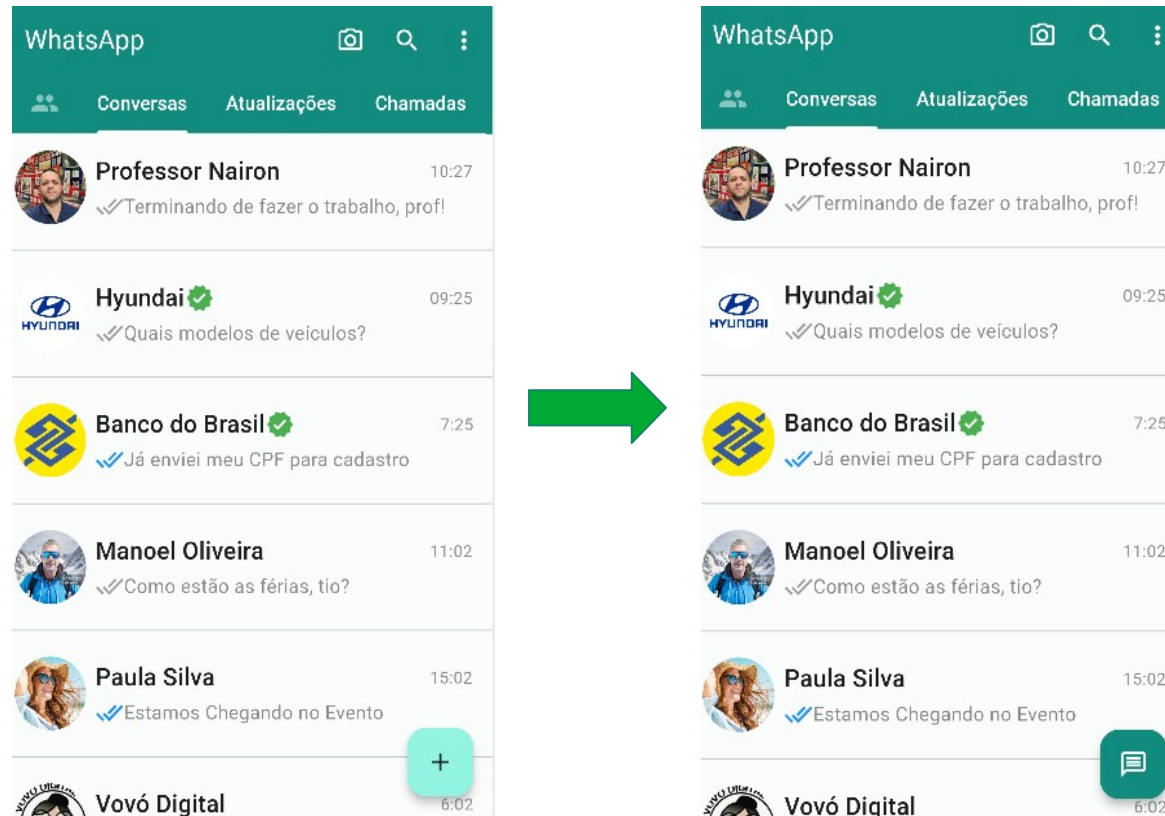 WhatsApp
Conversas Atualizações Chamadas
Professor Nairon 10:27
Terminando de fazer o trabalho, prof!
HYUNDAI
Hyundai 09:25
Quais modelos de veículos?
Banco do Brasil 7:25
Já enviei meu CPF para cadastro
Manoel Oliveira 11:02
Como estão as férias, tio?
Paula Silva 15:02
Estamos Chegando no Evento
+
VOVÓ DIGITAL
Vovó Digital 6:02
WhatsApp
Conversas Atualizações Chamadas
Professor Nairon 10:27
Terminando de fazer o trabalho, prof!
HYUNDAI
Hyundai 09:25
Quais modelos de veículos?
Banco do Brasil 7:25
Já enviei meu CPF para cadastro
Manoel Oliveira 11:02
Como estão as férias, tio?
Paula Silva 15:02
Estamos Chegando no Evento
VOVÓ DIGITAL
Vovó Digital 6:02